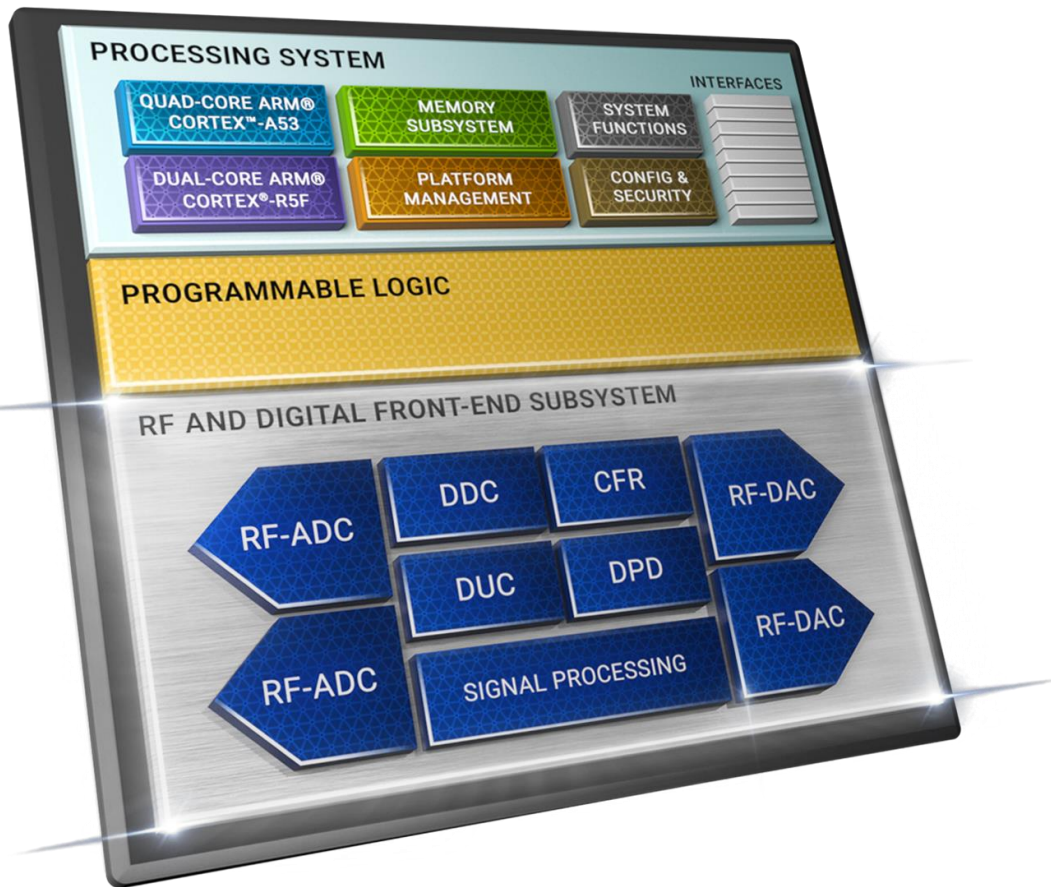 PROCESSING SYSTEM
INTERFACES
QUAD-CORE ARM®
CORTEX™-A53
MEMORY
SUBSYSTEM
SYSTEM
FUNCTIONS
DUAL-CORE ARM®
CORTEX®-R5F
PLATFORM
MANAGEMENT
CONFIG &
SECURITY
PROGRAMMABLE LOGIC
RF AND DIGITAL FRONT-END SUBSYSTEM
RF-ADC
DDC
CFR
RF-DAC
DUC
DPD
RF-ADC
SIGNAL PROCESSING
RF-DAC